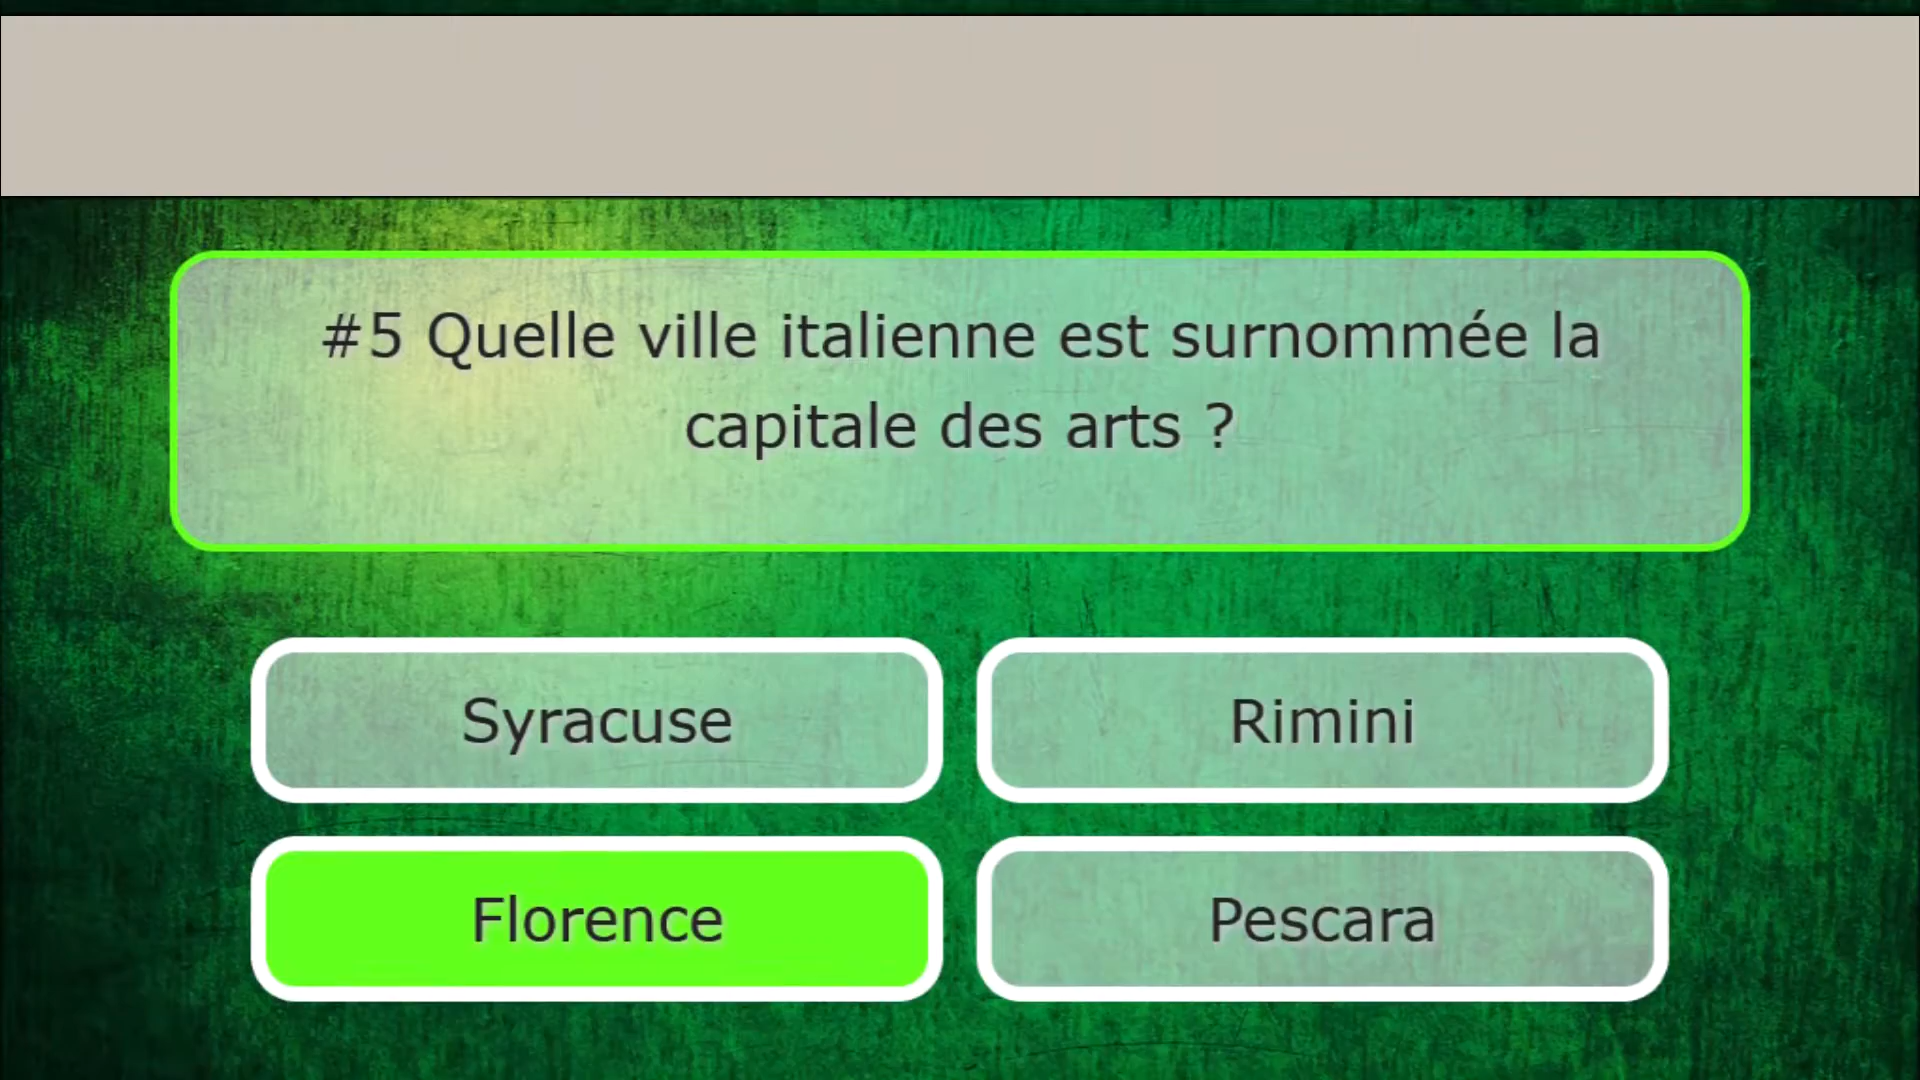 #5 Quelle ville italienne est surnommée la
capitale des arts ?
Syracuse
Rimini
Florence
Pescara